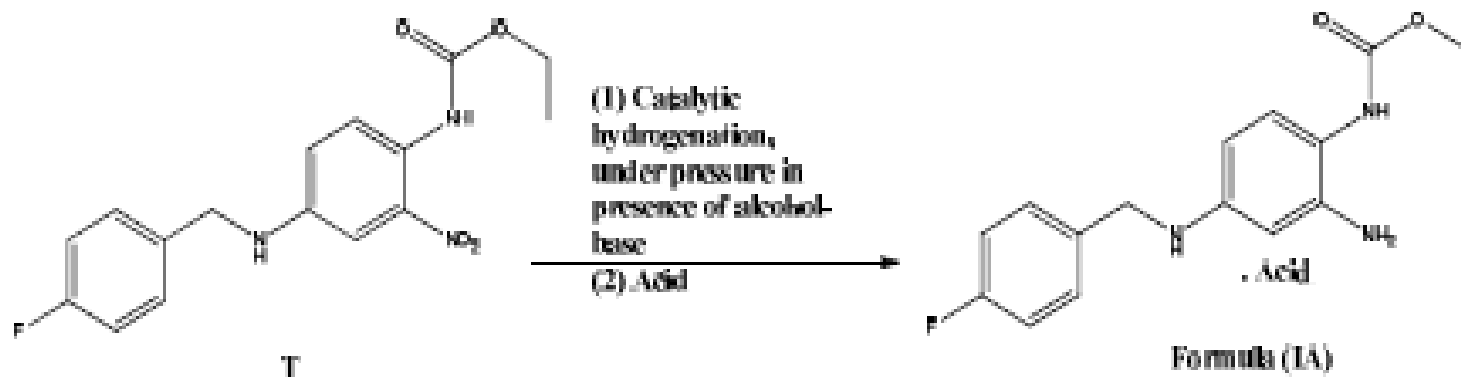 O
O
NH
N
H
NO2
F
(1) Catalytic
hydrogenation,
under pressure in
presence of alcohol-
base
(2) Acid
O
O
NH
N
H
NH2
F
. Acid
Formula (IA)